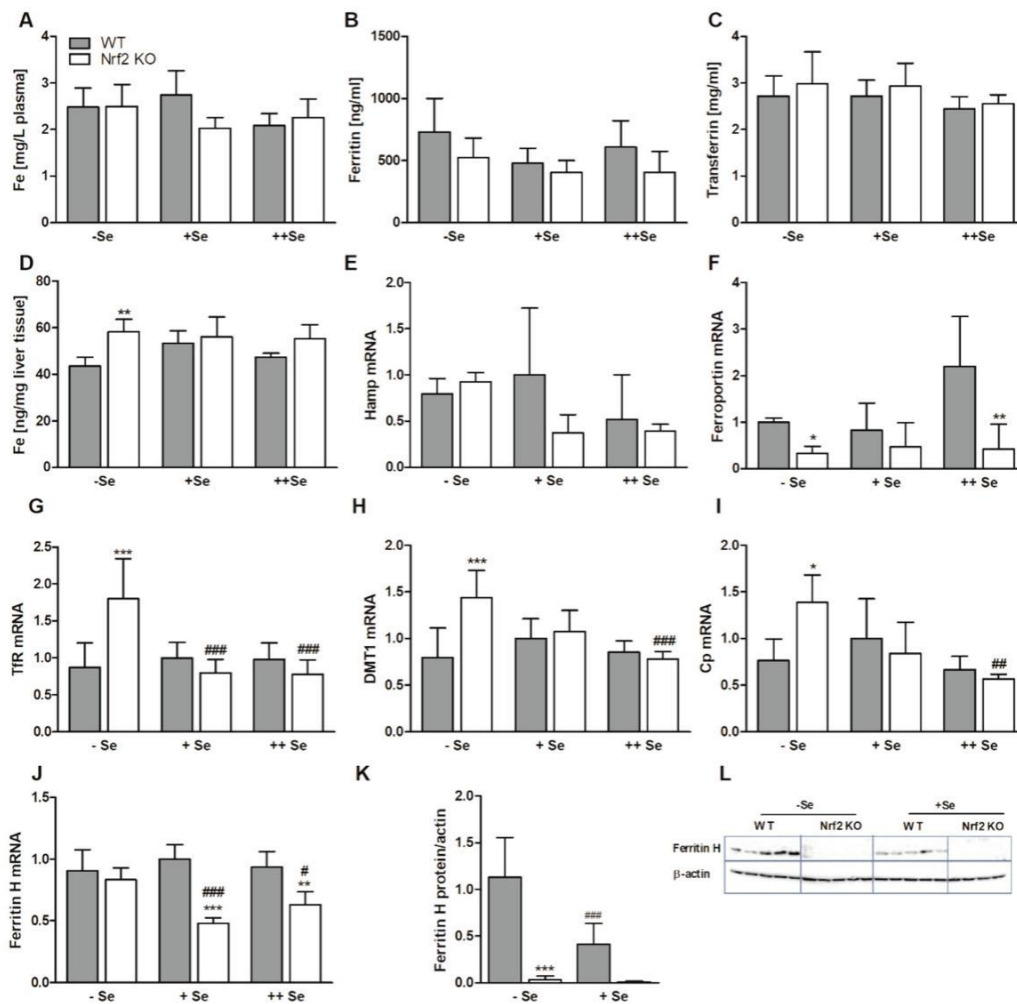 A
Fe [mg/L plasma]
4
3
2
1
0
WT
Nrf2 KO
-Se
+Se
++Se
B
Ferritin [ng/ml]
1500
1000
500
0
-Se
+Se
++Se
C
Transferrin [mg/ml]
4
3
2
1
0
-Se
+Se
++Se
D
Fe [ng/mg liver tissue]
80
60
40
20
0
**
-Se
+Se
++Se
E
Hamp mRNA
2.0
1.5
1.0
0.5
0.0
- Se
+ Se
++ Se
F
Ferroportin mRNA
4
3
2
1
0
*
**
- Se
+ Se
++ Se
G
TfR mRNA
2.5
2.0
1.5
1.0
0.5
0.0
***
###
###
- Se
+ Se
++ Se
H
DMT1 mRNA
2.0
1.5
1.0
0.5
0.0
***
###
- Se
+ Se
++ Se
I
Cp mRNA
2.0
1.5
1.0
0.5
0.0
*
##
- Se
+ Se
++ Se
J
Ferritin H mRNA
1.5
1.0
0.5
0.0
###
***
#
**
- Se
+ Se
++ Se
K
Ferritin H protein/actin
2.0
1.5
1.0
0.5
0.0
***
###
- Se
+ Se
L
-Se
+Se
WT
Nrf2 KO
WT
Nrf2 KO
Ferritin H
β-actin